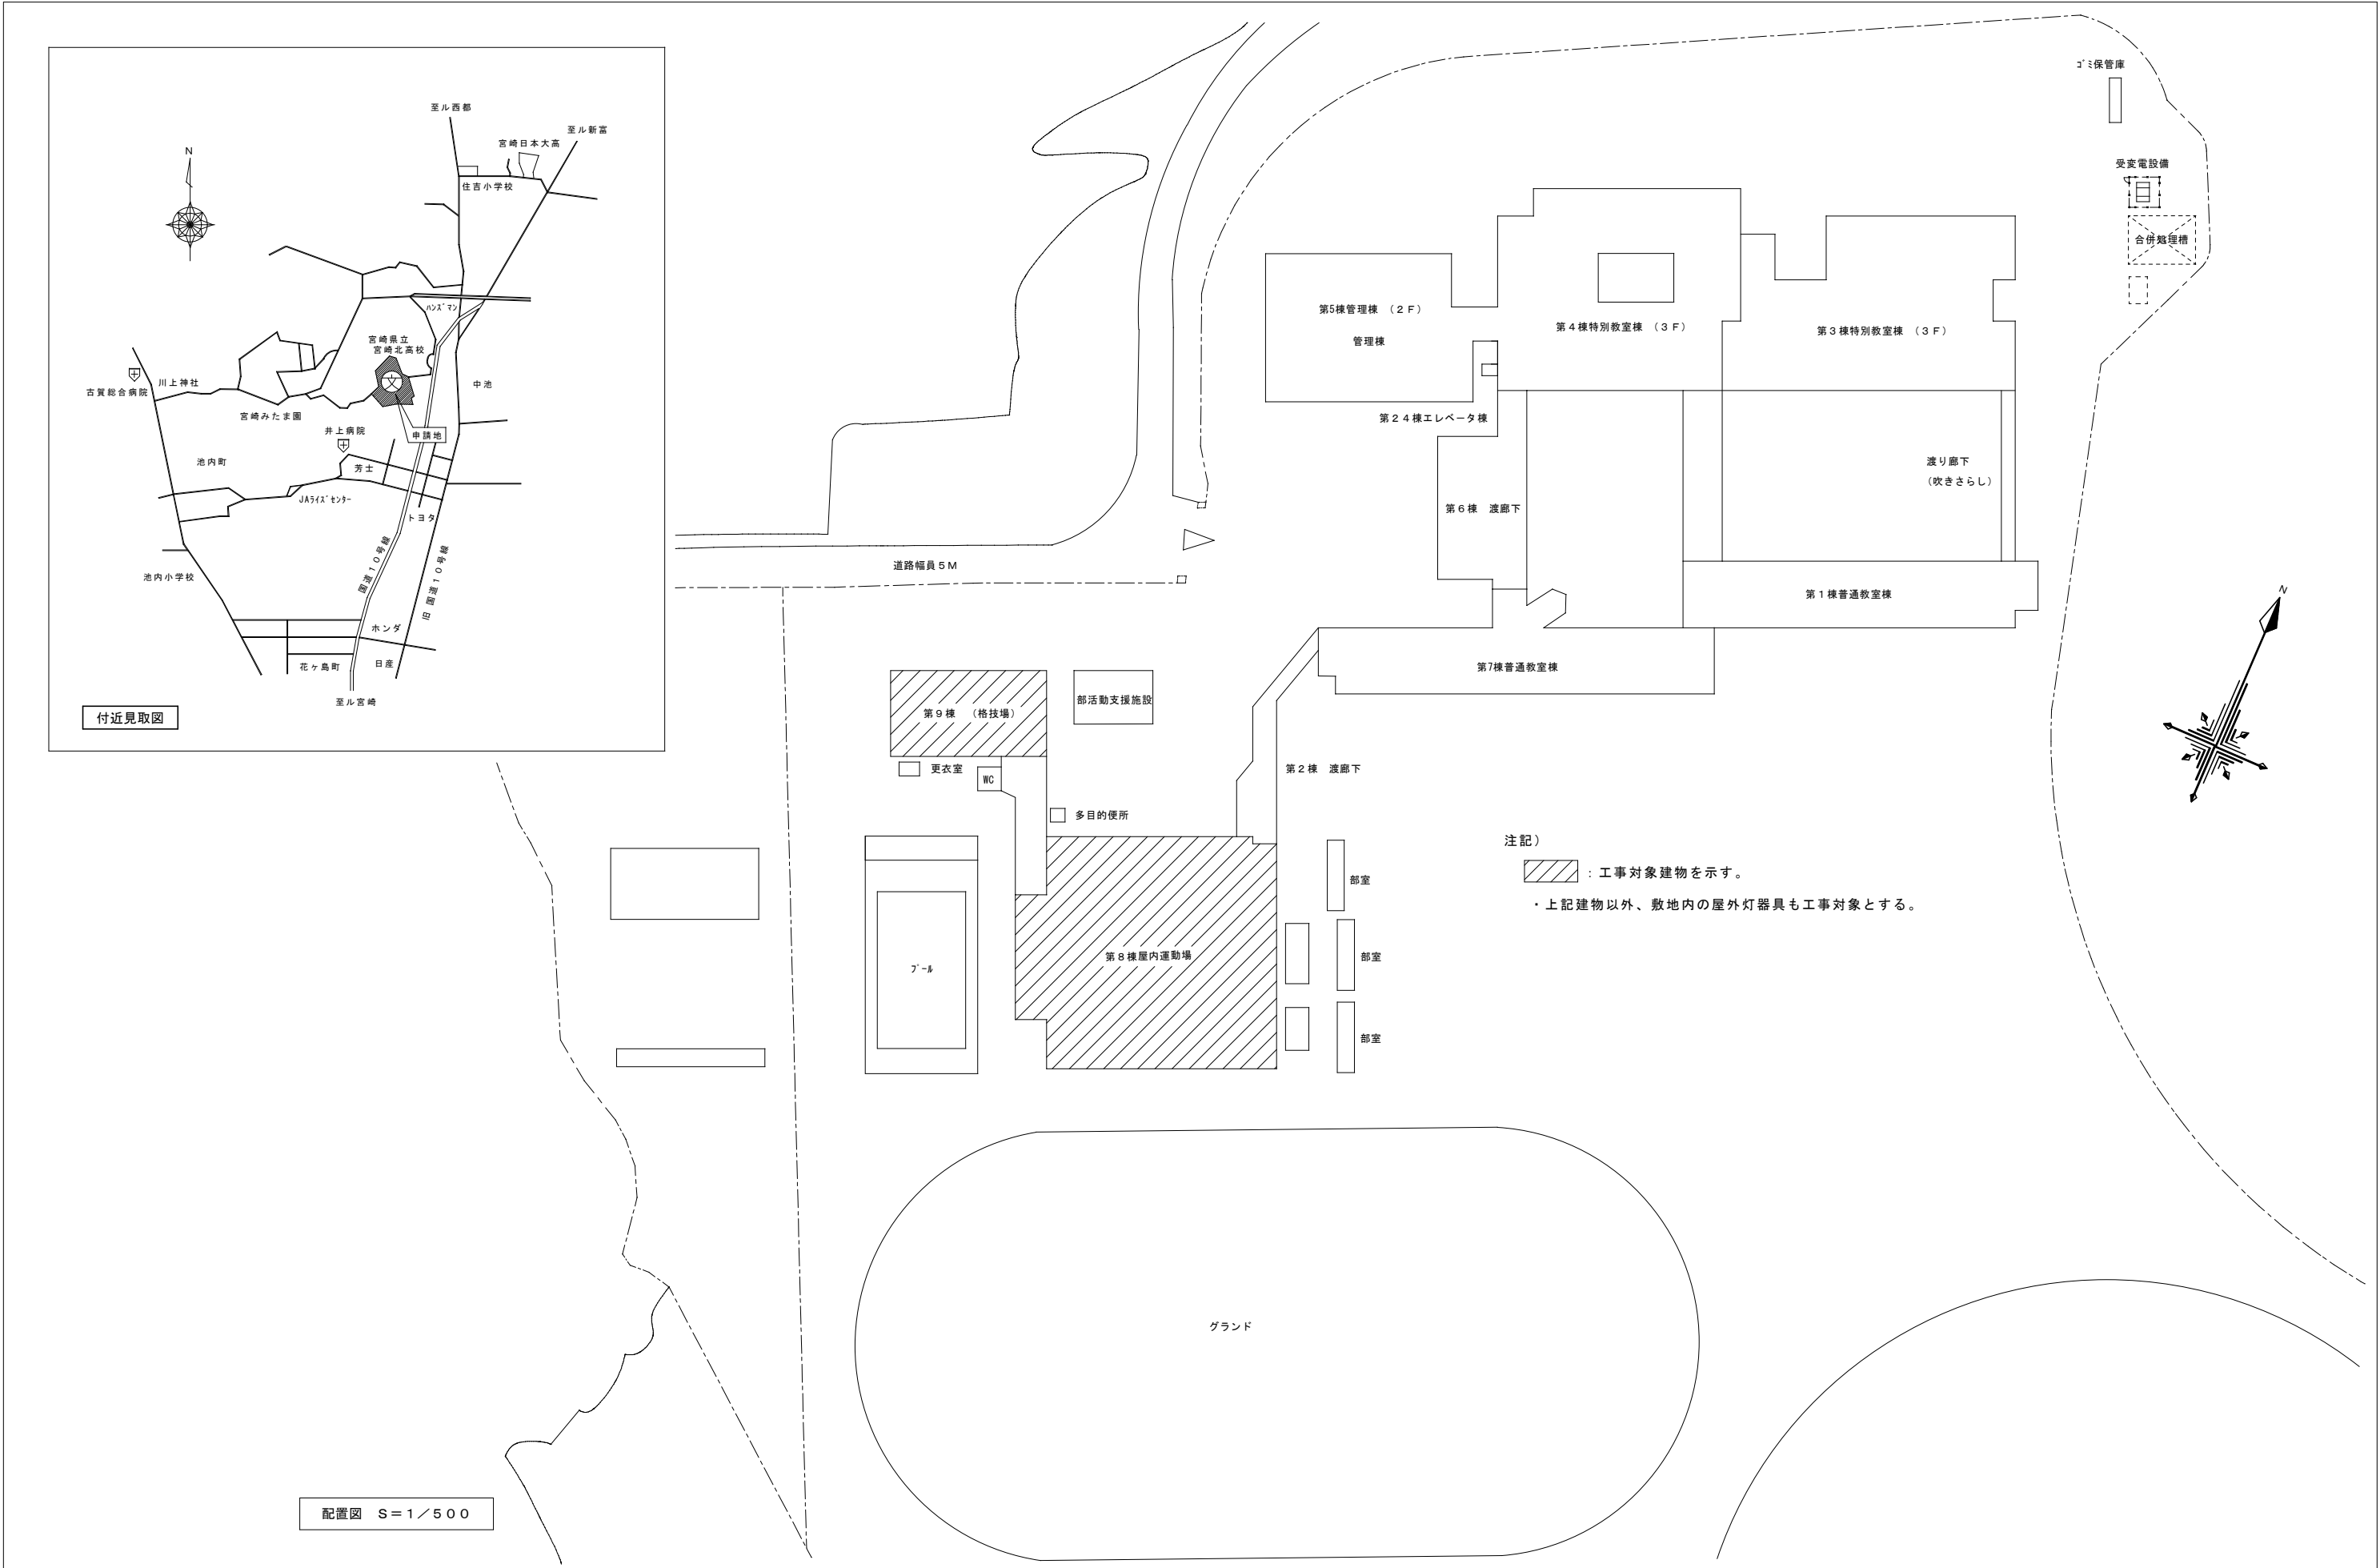 至ル西都
至ル新富
宮崎日本大高
N
住吉小学校
ﾊﾝｽﾞﾏﾝ
宮崎県立
宮崎北高校
文
中池
川上神社
古賀総合病院
宮崎みたま園
井上病院
申請地
池内町
芳士
JAﾗｲｽﾞｾﾝﾀｰ
トヨタ
国道10号線
旧 国道10号線
池内小学校
ホンダ
花ヶ島町
日産
至ル宮崎
付近見取図
ｺﾞﾐ保管庫
受変電設備
合併処理槽
第5棟管理棟 (2F)
管理棟
第4棟特別教室棟 (3F)
第3棟特別教室棟 (3F)
第24棟エレベータ棟
渡り廊下
(吹きさらし)
第6棟 渡廊下
道路幅員5M
第1棟普通教室棟
N
第7棟普通教室棟
第9棟 (格技場)
部活動支援施設
更衣室
WC
第2棟 渡廊下
多目的便所
注記)
:工事対象建物を示す。
・上記建物以外、敷地内の屋外灯器具も工事対象とする。
部室
部室
部室
第8棟屋内運動場
ﾌﾟｰﾙ
グランド
配置図 S=1/500